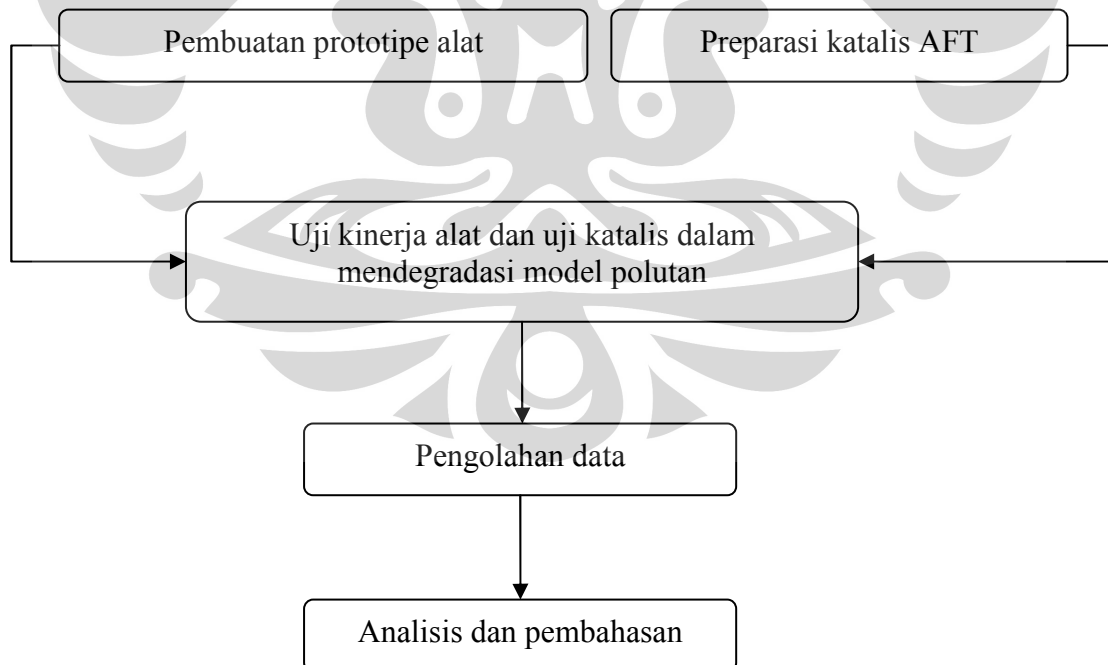 Pembuatan prototipe alat
Preparasi katalis AFT
Uji kinerja alat dan uji katalis dalam
mendegradasi model polutan
Pengolahan data
Analisis dan pembahasan